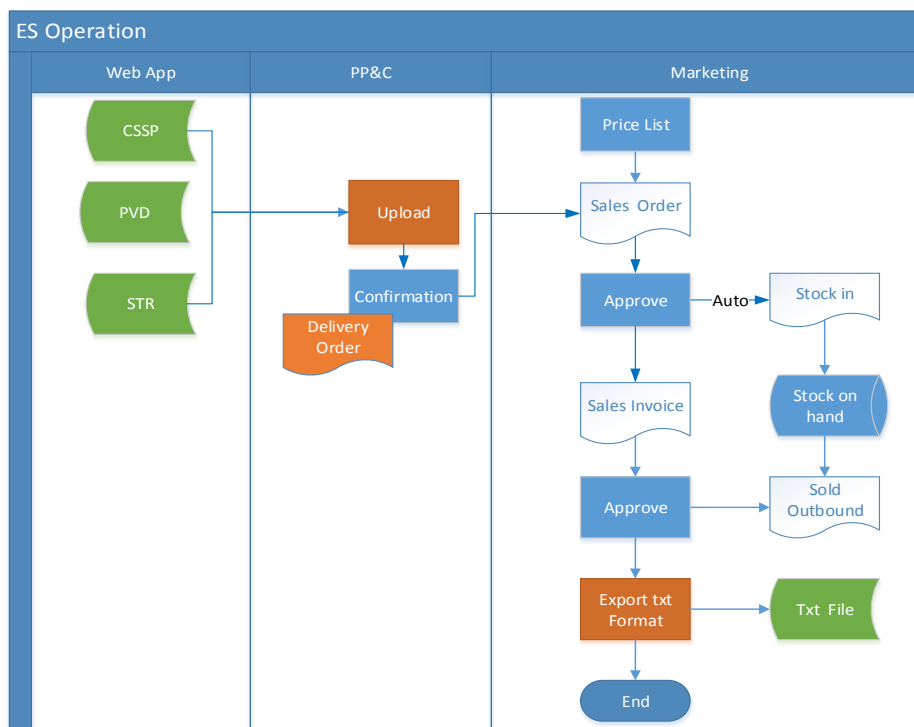 ES Operation
Web App
PP&C
Marketing
CSSP
PVD
STR
Upload
Confirmation
Delivery
Order
Price List
Sales Order
Approve
Auto
Stock in
Sales Invoice
Stock on
hand
Approve
Sold
Outbound
Export txt
Format
Txt File
End